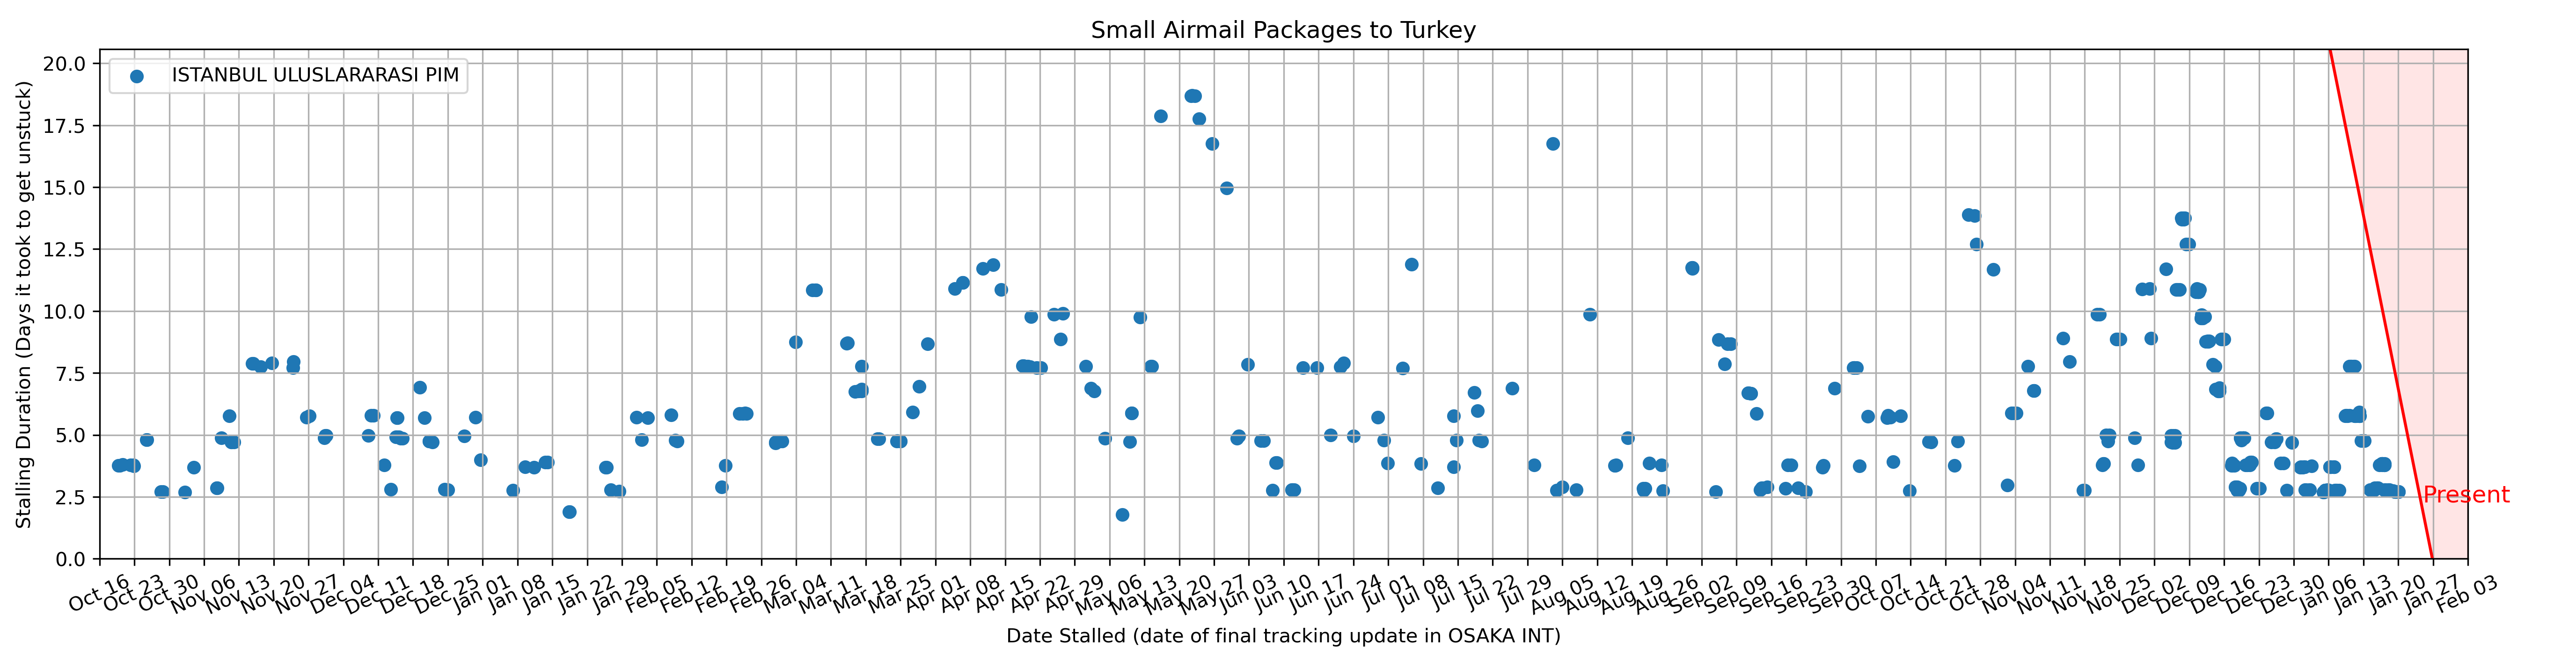 Small Airmail Packages to Turkey
ISTANBUL ULUSLARARASI PIM
Stalling Duration (Days it took to get unstuck)
20.0
17.5
15.0
12.5
10.0
7.5
5.0
2.5
0.0
Present
Oct 16 Oct 23 Oct 30 Nov 06 Nov 13 Nov 20 Nov 27 Dec 04 Dec 11 Dec 18 Dec 25 Jan 01 Jan 08 Jan 15 Jan 22 Jan 29 Feb 05 Feb 12 Feb 19 Feb 26 Mar 04 Mar 11 Mar 18 Mar 25 Apr 01 Apr 08 Apr 15 Apr 22 Apr 29 May 06 May 13 May 20 May 27 Jun 03 Jun 10 Jun 17 Jun 24 Jul 01 Jul 08 Jul 15 Jul 22 Jul 29 Aug 05 Aug 12 Aug 19 Aug 26 Sep 02 Sep 09 Sep 16 Sep 23 Sep 30 Oct 07 Oct 14 Oct 21 Oct 28 Nov 04 Nov 11 Nov 18 Nov 25 Dec 02 Dec 09 Dec 16 Dec 23 Dec 30 Jan 06 Jan 13 Jan 20 Jan 27 Feb 03
Date Stalled (date of final tracking update in OSAKA INT)